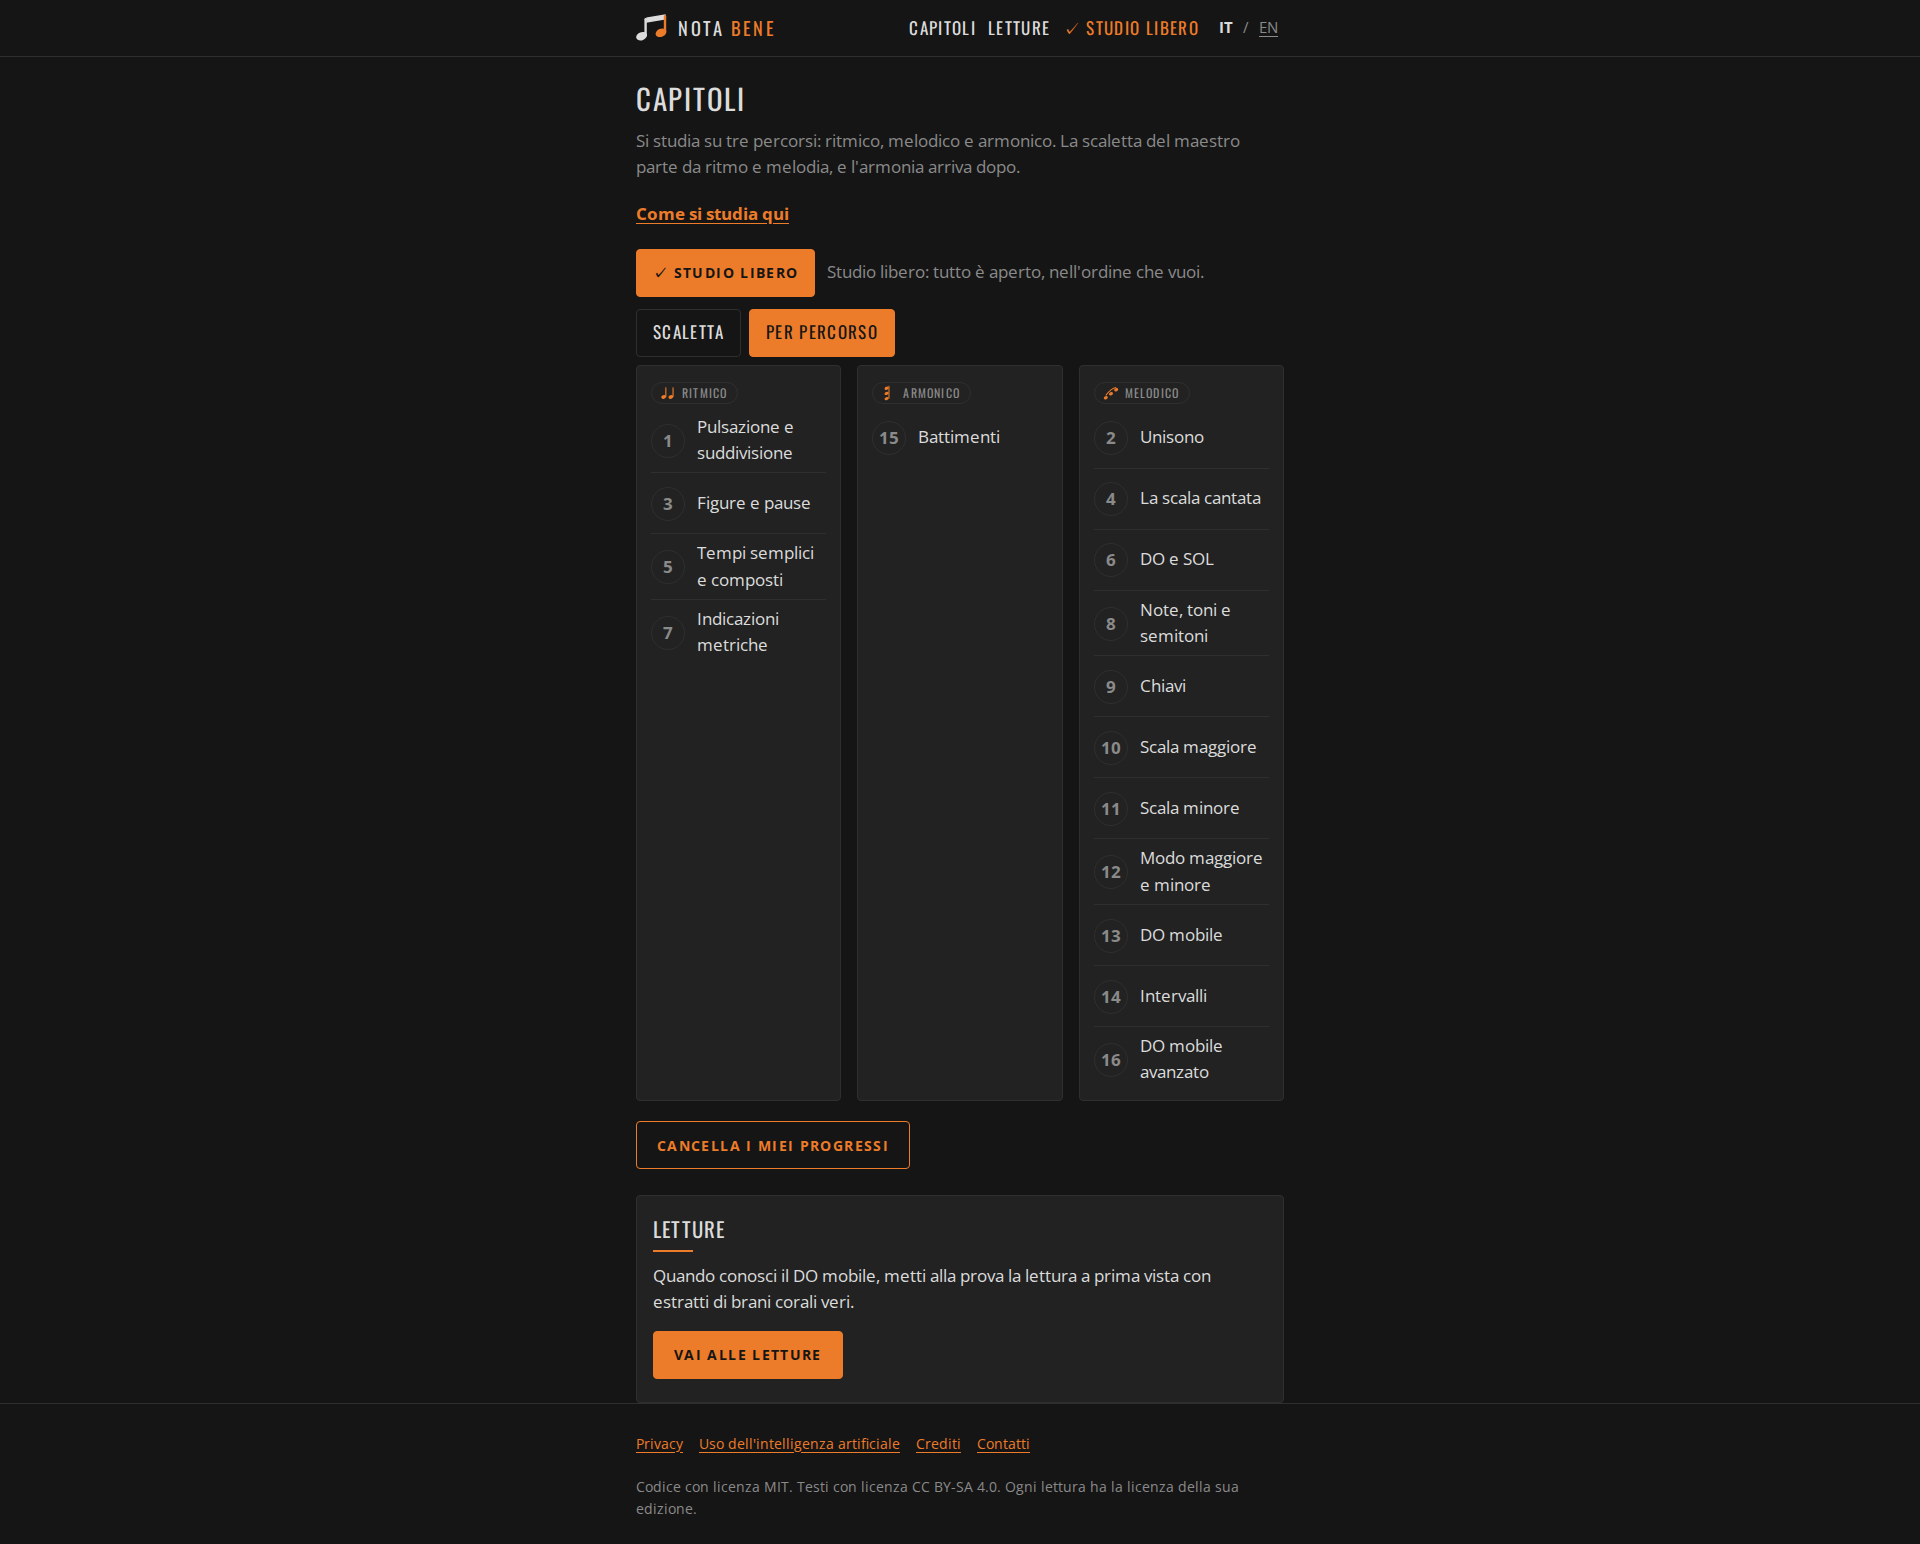 NOTA BENE
CAPITOLI LETTURE ✓ STUDIO LIBERO IT / EN
CAPITOLI
Si studia su tre percorsi: ritmico, melodico e armonico. La scaletta del maestro
parte da ritmo e melodia, e l'armonia arriva dopo.
Come si studia qui
✓ STUDIO LIBERO Studio libero: tutto è aperto, nell'ordine che vuoi.
SCALETTA PER PERCORSO
RITMICO
1 Pulsazione e
suddivisione
3 Figure e pause
5 Tempi semplici
e composti
7 Indicazioni
metriche
ARMONICO
15 Battimenti
MELODICO
2 Unisono
4 La scala cantata
6 DO e SOL
8 Note, toni e
semitoni
9 Chiavi
10 Scala maggiore
11 Scala minore
12 Modo maggiore
e minore
13 DO mobile
14 Intervalli
16 DO mobile
avanzato
CANCELLA I MIEI PROGRESSI
LETTURE
Quando conosci il DO mobile, metti alla prova la lettura a prima vista con
estratti di brani corali veri.
VAI ALLE LETTURE
Privacy Uso dell'intelligenza artificiale Crediti Contatti
Codice con licenza MIT. Testi con licenza CC BY-SA 4.0. Ogni lettura ha la licenza della sua
edizione.